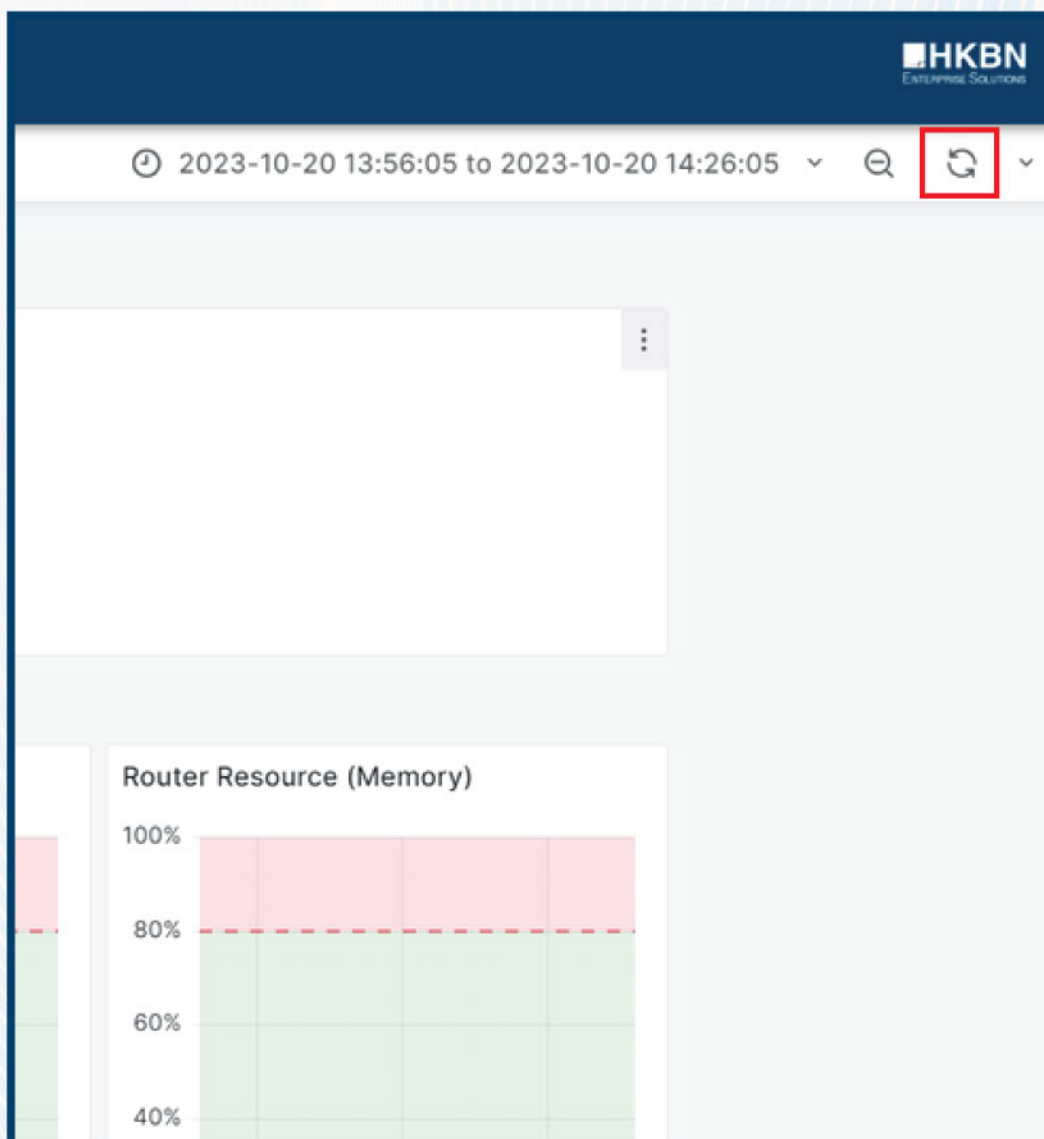 HKBN
ENTERPRISE SOLUTIONS
2023-10-20 13:56:05 to 2023-10-20 14:26:05
Router Resource (Memory)
100%
80%
60%
40%